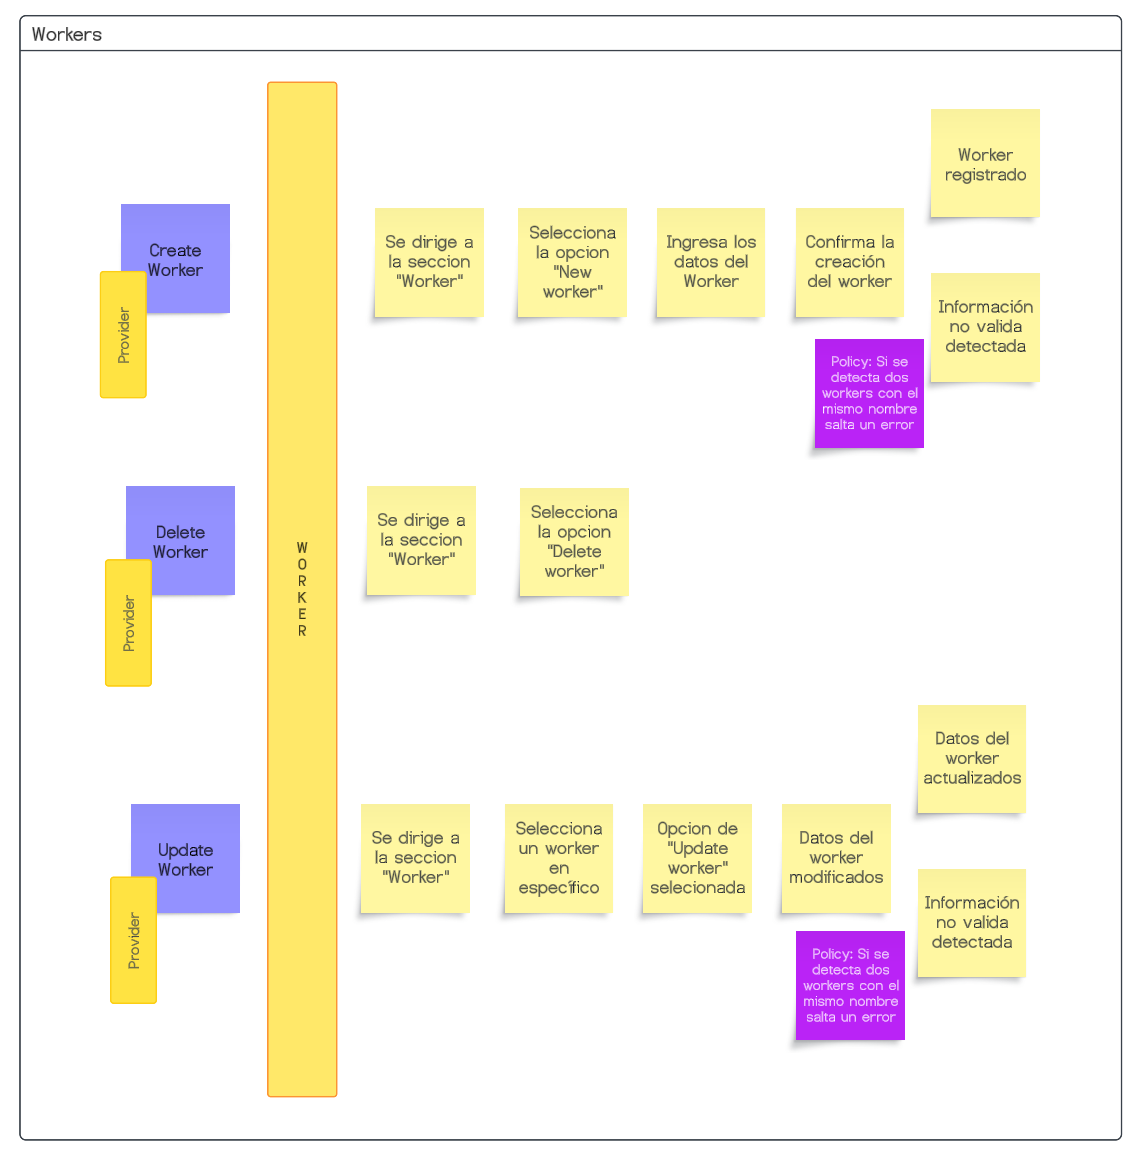 Workers
Create
Worker
Provider
Se dirige a
la seccion
"Worker"
Selecciona
la opcion
"New
worker"
Ingresa los
datos del
Worker
Confirma la
creación
del worker
Worker
registrado
Información
no valida
detectada
Policy: Si se
detecta dos
workers con el
mismo nombre
salta un error
W
O
R
K
E
R
Delete
Worker
Provider
Se dirige a
la seccion
"Worker"
Selecciona
la opcion
"Delete
worker"
Update
Worker
Provider
Se dirige a
la seccion
"Worker"
Selecciona
un worker
en
específico
Opcion de
"Update
worker"
selecionada
Datos del
worker
modificados
Datos del
worker
actualizados
Información
no valida
detectada
Policy: Si se
detecta dos
workers con el
mismo nombre
salta un error